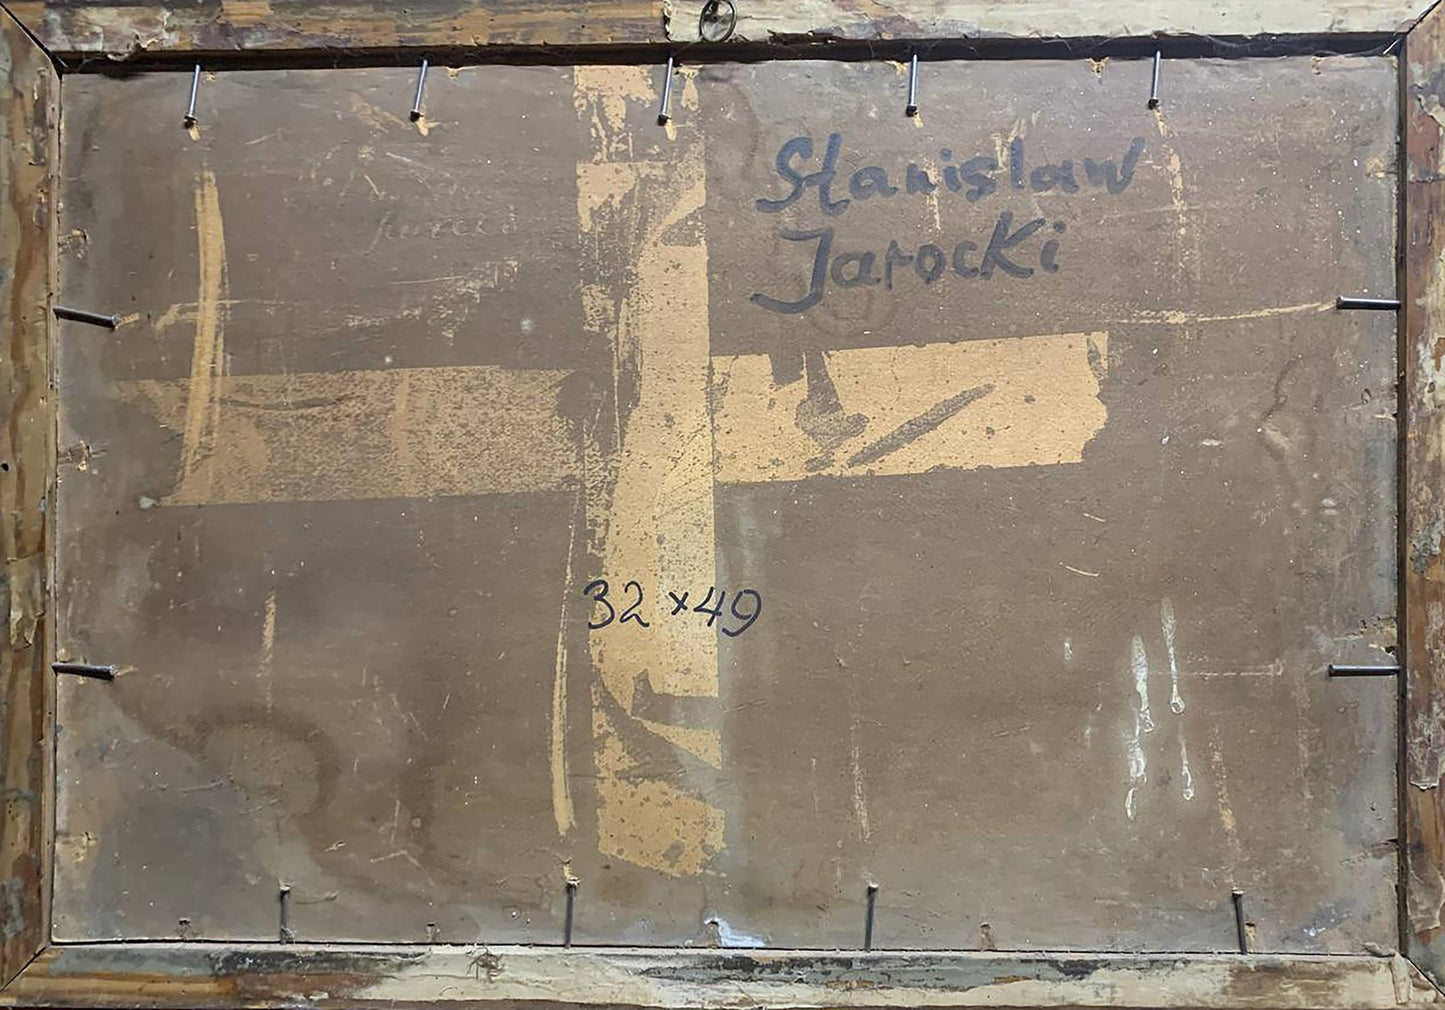 Stanislaw
Jarocki
32 x 49